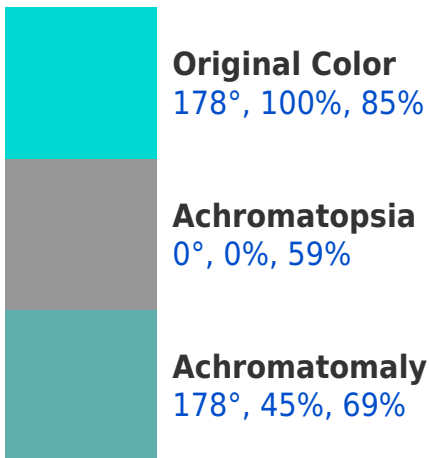 Original Color
178°, 100%, 85%
Achromatopsia
0°, 0%, 59%
Achromatomaly
178°, 45%, 69%